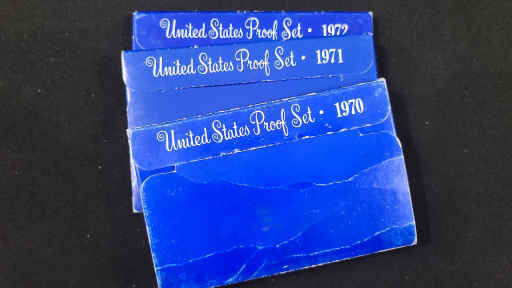 United States Proof Set • 1972
United States Proof Set • 1971
United States Proof Set • 1970